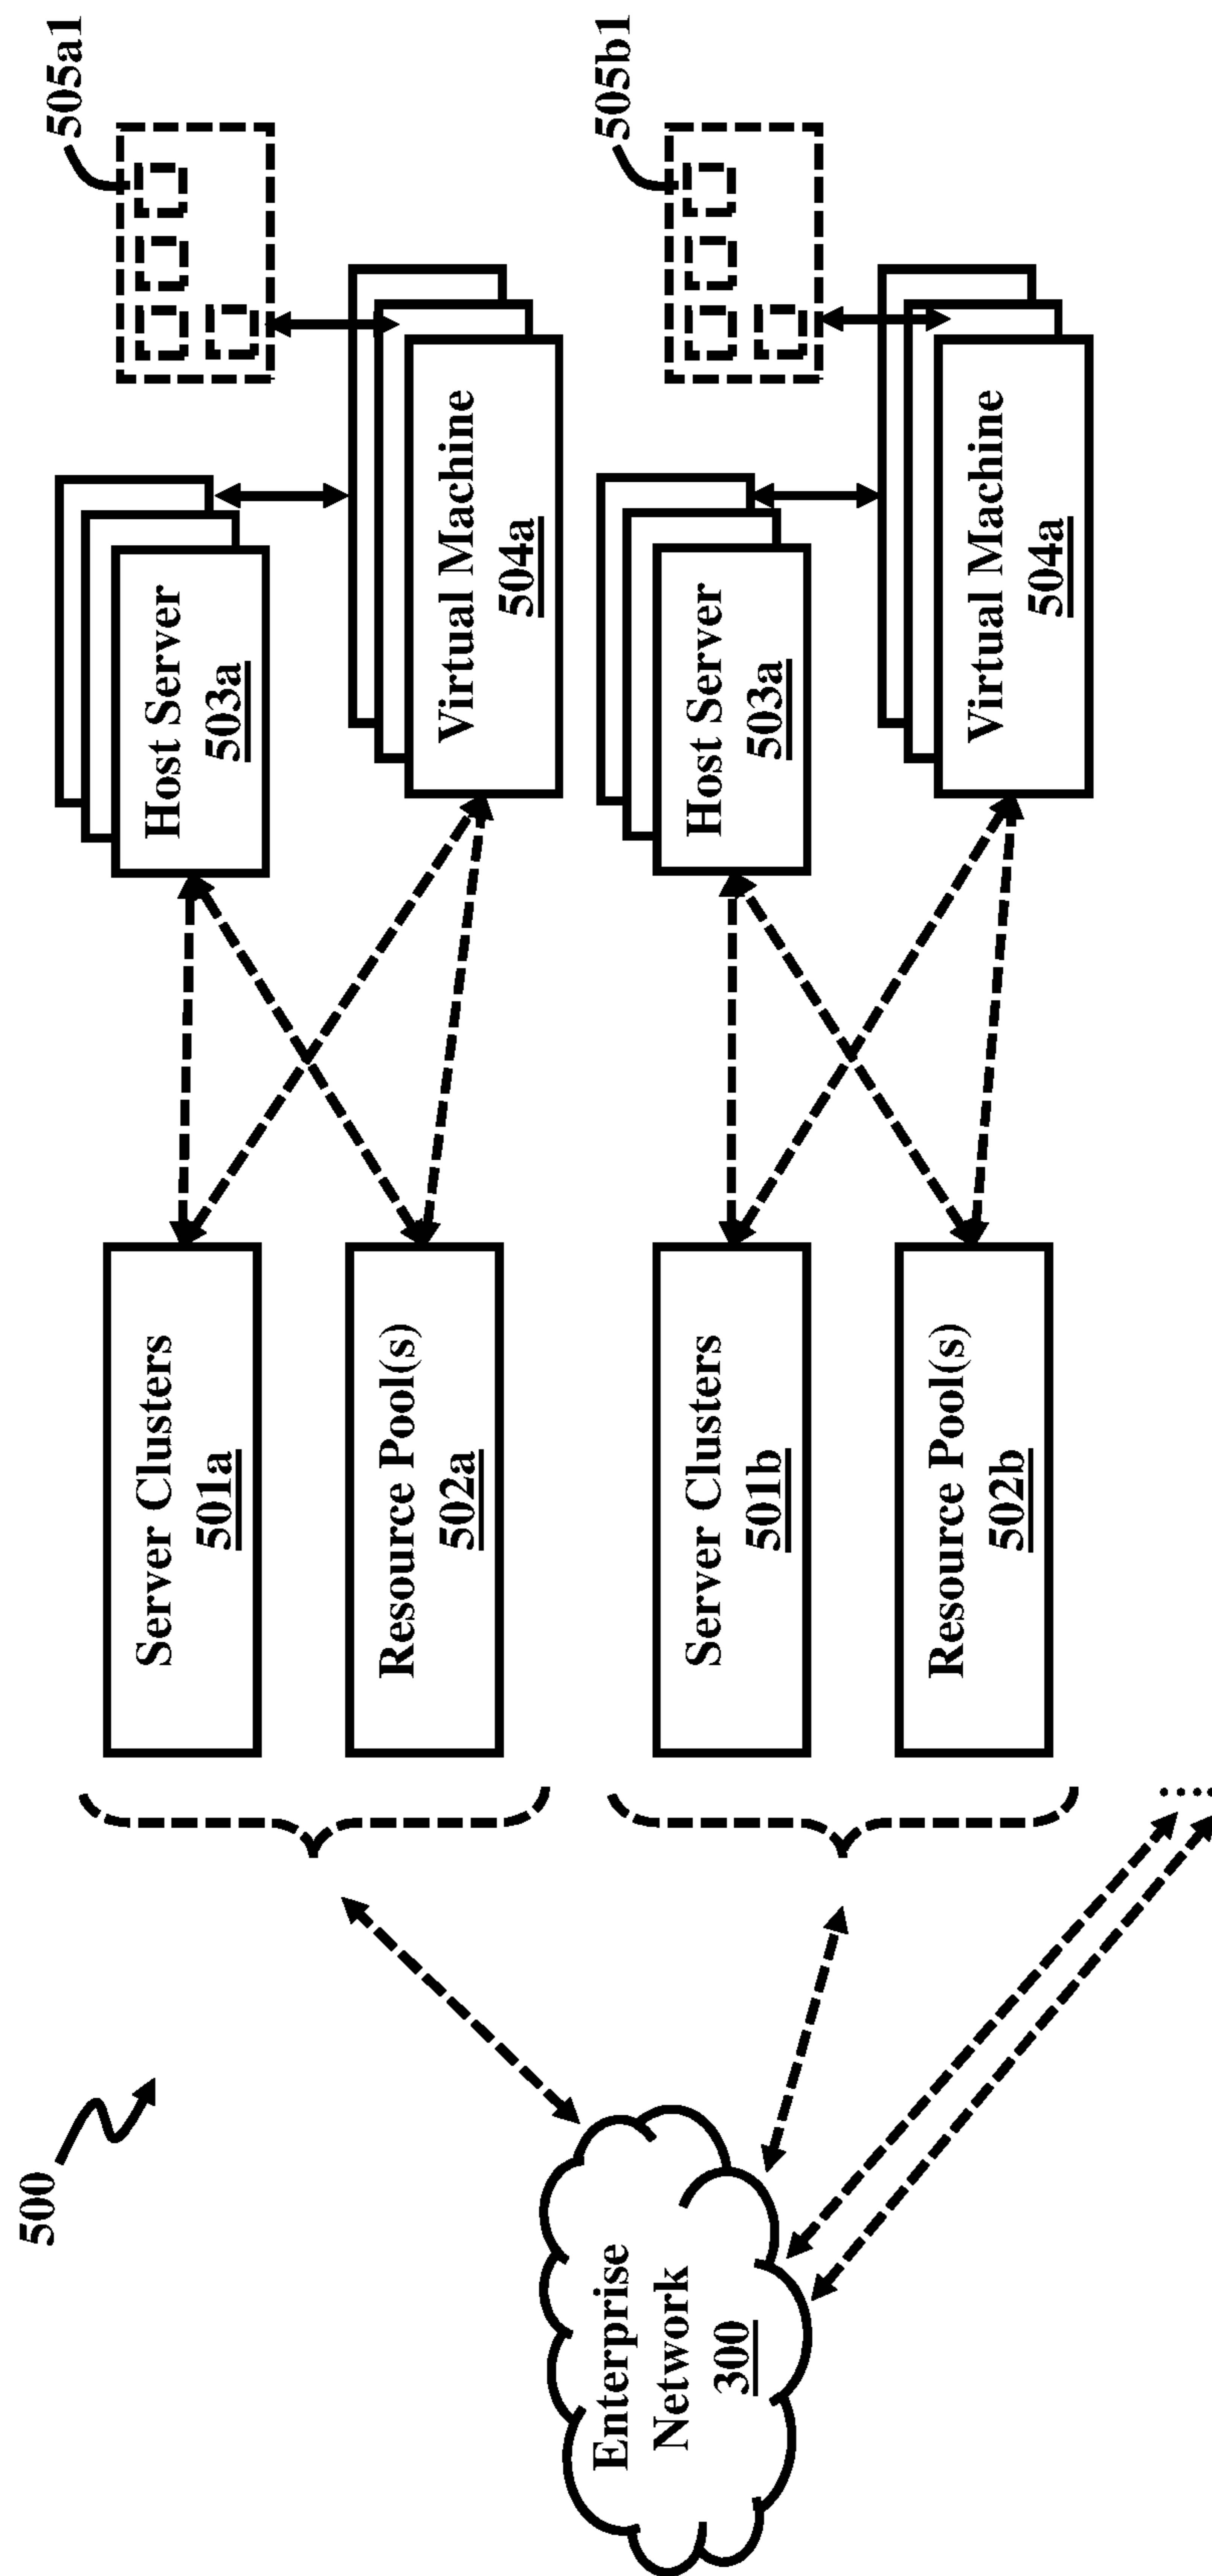 500
Enterprise
Network
300
Server Clusters
501a
Resource Pool(s)
502a
Host Server
503a
Virtual Machine
504a
505a1
Server Clusters
501b
Resource Pool(s)
502b
Host Server
503a
Virtual Machine
504a
505b1